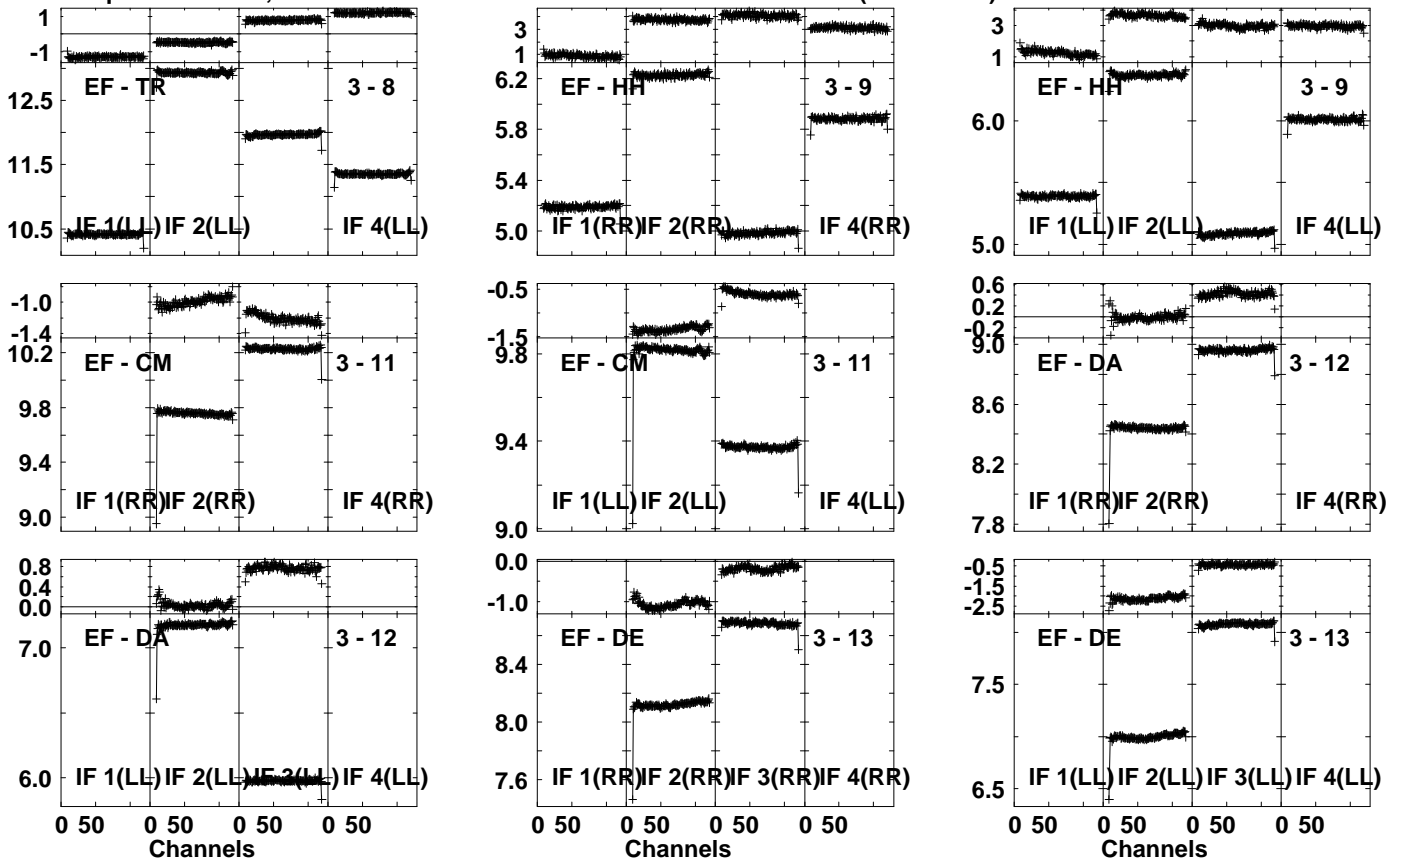 1
-1
EF - TR 3 - 8
12.5
11.5
10.5
IF 1(LL) IF 2(LL) IF 4(LL)
3
1
EF - HH 3 - 9
6.2
5.8
5.4
5.0
IF 1(RR) IF 2(RR) IF 4(RR)
3
1
EF - HH 3 - 9
6.0
5.0
IF 1(LL) IF 2(LL) IF 4(LL)
-1.0
-1.4
10.2
EF - CM 3 - 11
9.8
9.4
9.0
IF 1(RR) IF 2(RR) IF 4(RR)
-0.5
-1.5
9.8
EF - CM 3 - 11
9.4
9.0
IF 1(LL) IF 2(LL) IF 4(LL)
0.6
0.2
-0.2
9.0
EF - DA 3 - 12
8.6
8.2
7.8
IF 1(RR) IF 2(RR) IF 4(RR)
0.8
0.4
0.0
EF - DA 3 - 12
7.0
6.0
IF 1(LL) IF 2(LL) IF 3(LL) IF 4(LL)
0 50 0 50 0 50 0 50
Channels
0.0
-1.0
EF - DE 3 - 13
8.4
8.0
7.6
IF 1(RR) IF 2(RR) IF 3(RR) IF 4(RR)
0 50 0 50 0 50 0 50
Channels
-0.5
-1.5
-2.5
EF - DE 3 - 13
7.5
6.5
IF 1(LL) IF 2(LL) IF 3(LL) IF 4(LL)
0 50 0 50 0 50 0 50
Channels